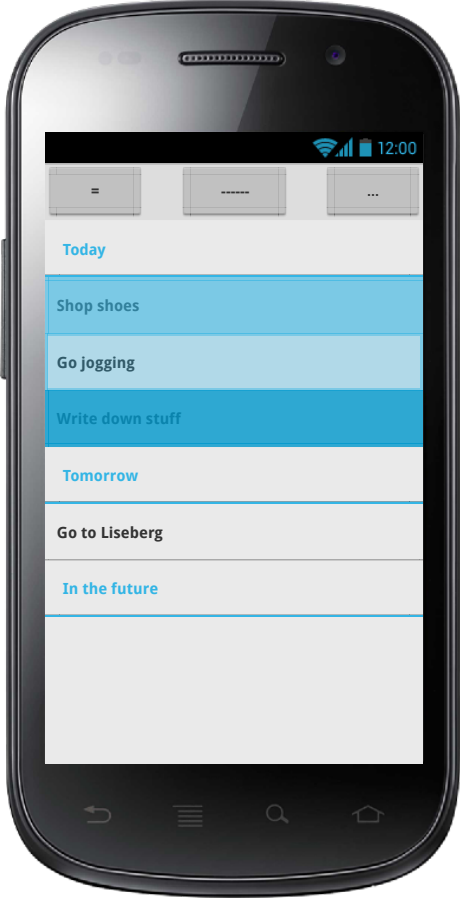 12:00
= ------ ...
Today
Shop shoes
Go jogging
Write down stuff
Tomorrow
Go to Liseberg
In the future